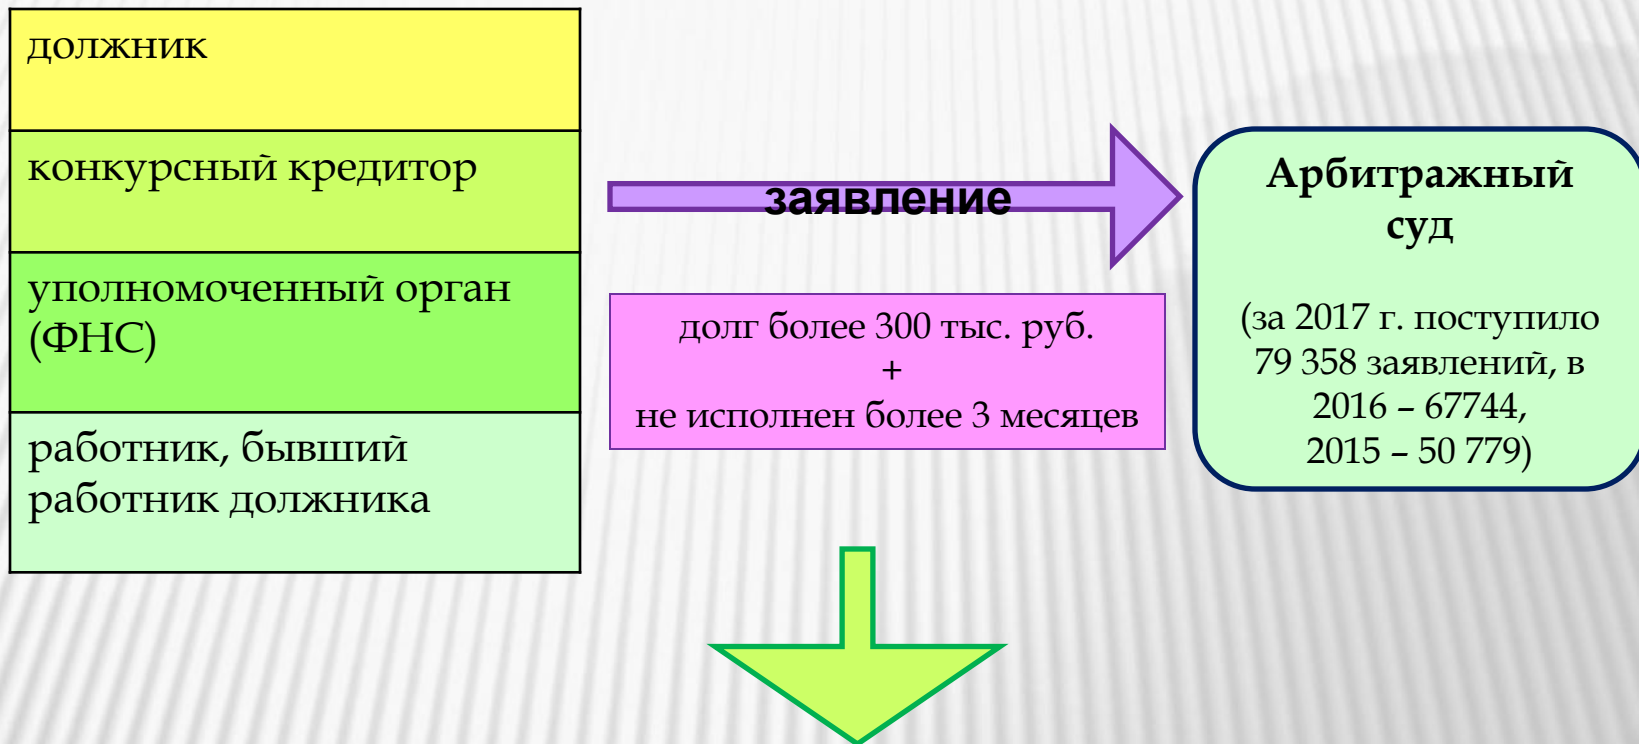 должник
конкурсный кредитор
уполномоченный орган
(ФНС)
работник, бывший
работник должника
заявление
долг более 300 тыс. руб.
+
не исполнен более 3 месяцев
Арбитражный
суд
(за 2017 г. поступило
79 358 заявлений, в
2016 – 67744,
2015 – 50 779)